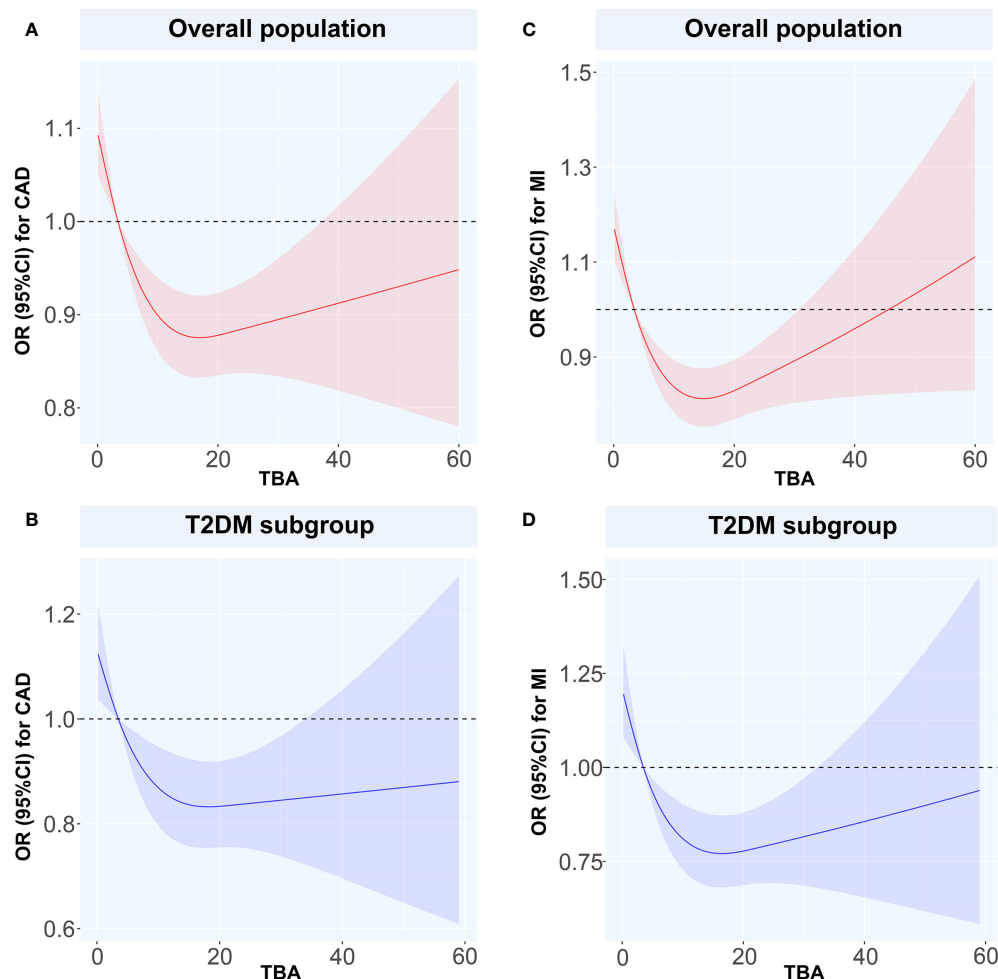 A
Overall population
OR (95%CI) for CAD
1.1
1.0
0.9
0.8
0
20
40
60
TBA
C
Overall population
OR (95%CI) for MI
1.5
1.3
1.1
0.9
0
20
40
60
TBA
B
T2DM subgroup
OR (95%CI) for CAD
1.2
1.0
0.8
0.6
0
20
40
60
TBA
D
T2DM subgroup
OR (95%CI) for MI
1.50
1.25
1.00
0.75
0
20
40
60
TBA